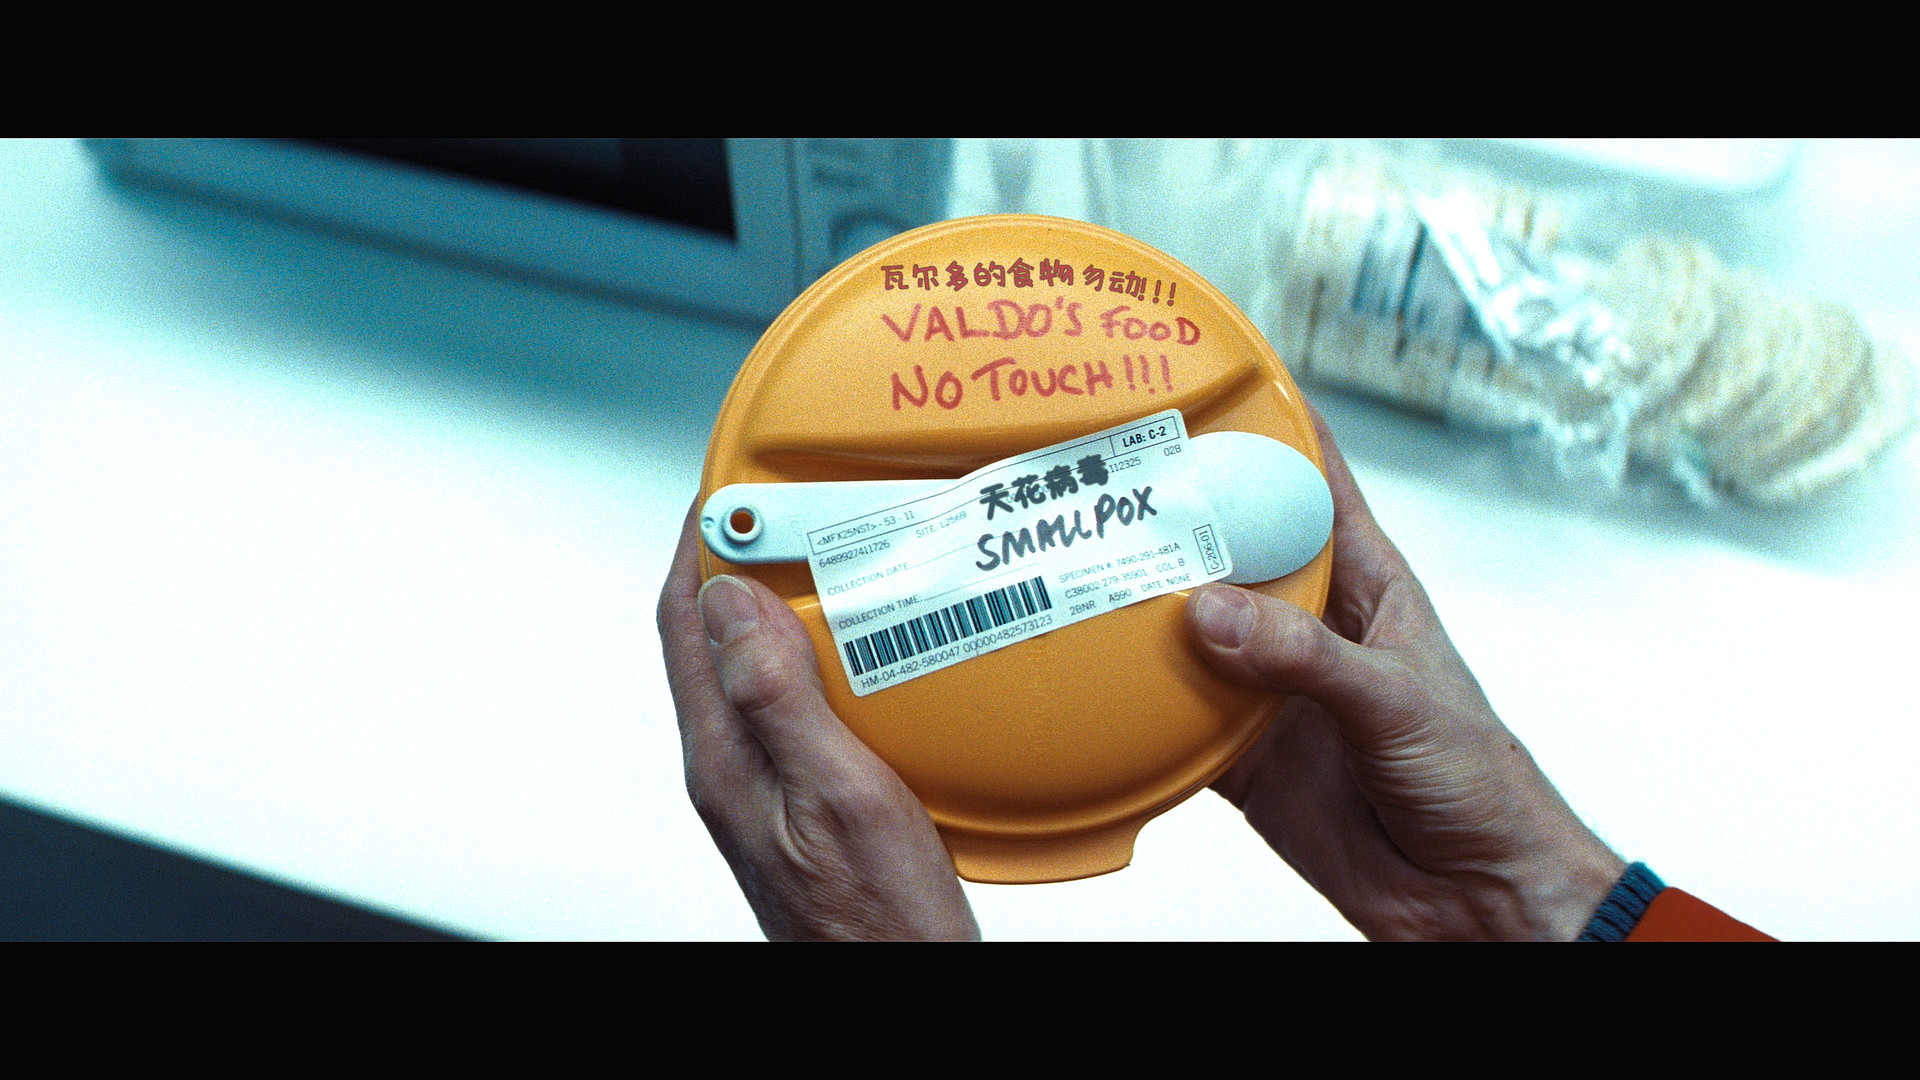 瓦尔多的食物 勿动!!!
VALDO'S FOOD
NO TOUCH!!!
LAB: C-2
<MFX25NST> - 53 - 11
SITE: L2569
112325 02B
6489927411726
天花病毒
SMALLPOX
COLLECTION DATE:
COLLECTION TIME:
SPECIMEN #: 7490-291-481A
C38002-279-35901 COL: B
2BNR A590 DATE: NONE
C-206-01
HM-04-482-580047 00000482573123